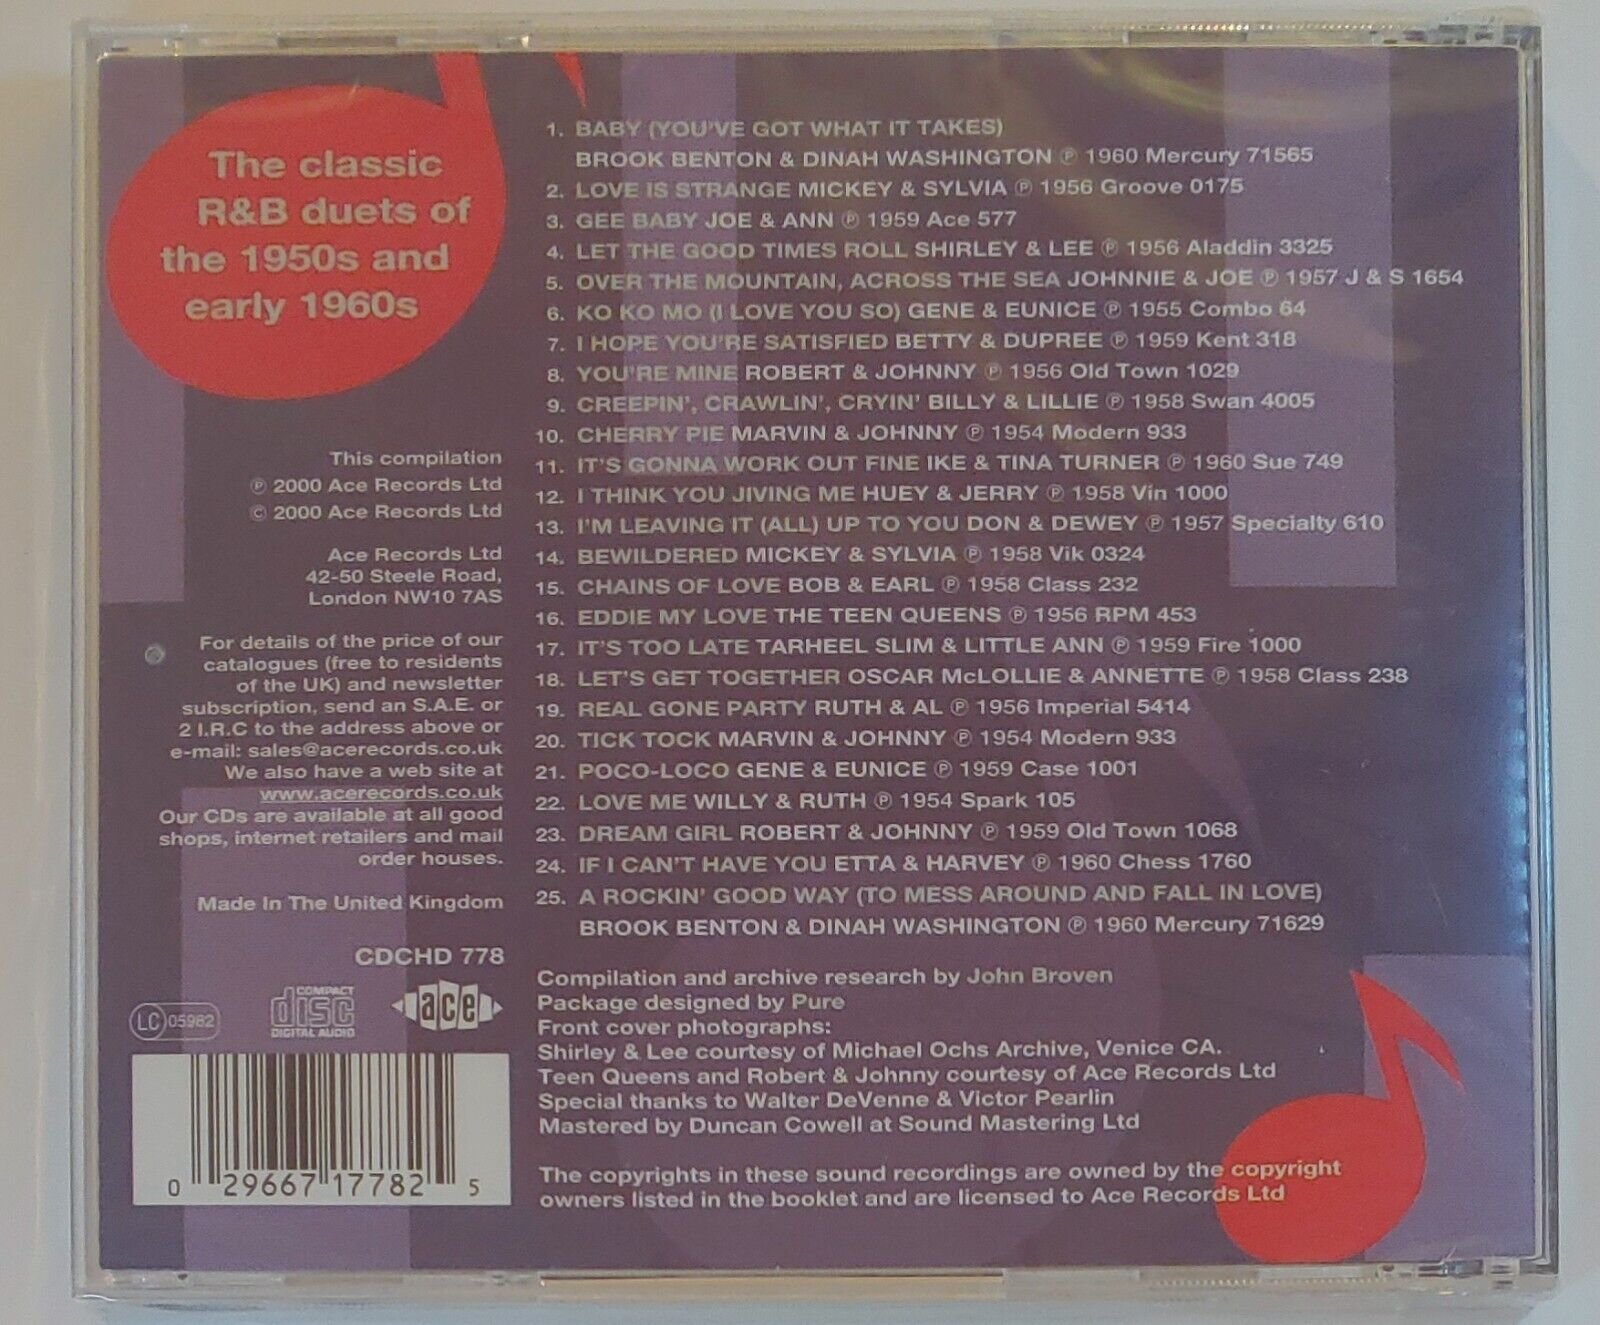 The classic
R&B duets of
the 1950s and
early 1960s
1. BABY (YOU'VE GOT WHAT IT TAKES)
BROOK BENTON & DINAH WASHINGTON ℗ 1960 Mercury 71565
2. LOVE IS STRANGE MICKEY & SYLVIA ℗ 1956 Groove 0175
3. GEE BABY JOE & ANN ℗ 1959 Ace 577
4. LET THE GOOD TIMES ROLL SHIRLEY & LEE ℗ 1956 Aladdin 3325
5. OVER THE MOUNTAIN, ACROSS THE SEA JOHNNIE & JOE ℗ 1957 J & S 1654
6. KO KO MO (I LOVE YOU SO) GENE & EUNICE ℗ 1955 Combo 64
7. I HOPE YOU'RE SATISFIED BETTY & DUPREE ℗ 1959 Kent 318
8. YOU'RE MINE ROBERT & JOHNNY ℗ 1956 Old Town 1029
9. CREEPIN', CRAWLIN', CRYIN' BILLY & LILLIE ℗ 1958 Swan 4005
10. CHERRY PIE MARVIN & JOHNNY ℗ 1954 Modern 933
11. IT'S GONNA WORK OUT FINE IKE & TINA TURNER ℗ 1960 Sue 749
12. I THINK YOU JIVING ME HUEY & JERRY ℗ 1958 Vin 1000
13. I'M LEAVING IT (ALL) UP TO YOU DON & DEWEY ℗ 1957 Specialty 610
14. BEWILDERED MICKEY & SYLVIA ℗ 1958 Vik 0324
15. CHAINS OF LOVE BOB & EARL ℗ 1958 Class 232
16. EDDIE MY LOVE THE TEEN QUEENS ℗ 1956 RPM 453
17. IT'S TOO LATE TARHEEL SLIM & LITTLE ANN ℗ 1959 Fire 1000
18. LET'S GET TOGETHER OSCAR McLOLLIE & ANNETTE ℗ 1958 Class 238
19. REAL GONE PARTY RUTH & AL ℗ 1956 Imperial 5414
20. TICK TOCK MARVIN & JOHNNY ℗ 1954 Modern 933
21. POCO-LOCO GENE & EUNICE ℗ 1959 Case 1001
22. LOVE ME WILLY & RUTH ℗ 1954 Spark 105
23. DREAM GIRL ROBERT & JOHNNY ℗ 1959 Old Town 1068
24. IF I CAN'T HAVE YOU ETTA & HARVEY ℗ 1960 Chess 1760
25. A ROCKIN' GOOD WAY (TO MESS AROUND AND FALL IN LOVE)
BROOK BENTON & DINAH WASHINGTON ℗ 1960 Mercury 71629
This compilation
℗ 2000 Ace Records Ltd
© 2000 Ace Records Ltd
Ace Records Ltd
42-50 Steele Road,
London NW10 7AS
For details of the price of our
catalogues (free to residents
of the UK) and newsletter
subscription, send an S.A.E. or
2 I.R.C to the address above or
e-mail: sales@acerecords.co.uk
We also have a web site at
www.acerecords.co.uk
Our CDs are available at all good
shops, internet retailers and mail
order houses.
Made In The United Kingdom
CDCHD 778
LC 05982
COMPACT
disc
DIGITAL AUDIO
ace
0 29667 17782 5
Compilation and archive research by John Broven
Package designed by Pure
Front cover photographs:
Shirley & Lee courtesy of Michael Ochs Archive, Venice CA.
Teen Queens and Robert & Johnny courtesy of Ace Records Ltd
Special thanks to Walter DeVenne & Victor Pearlin
Mastered by Duncan Cowell at Sound Mastering Ltd
The copyrights in these sound recordings are owned by the copyright
owners listed in the booklet and are licensed to Ace Records Ltd